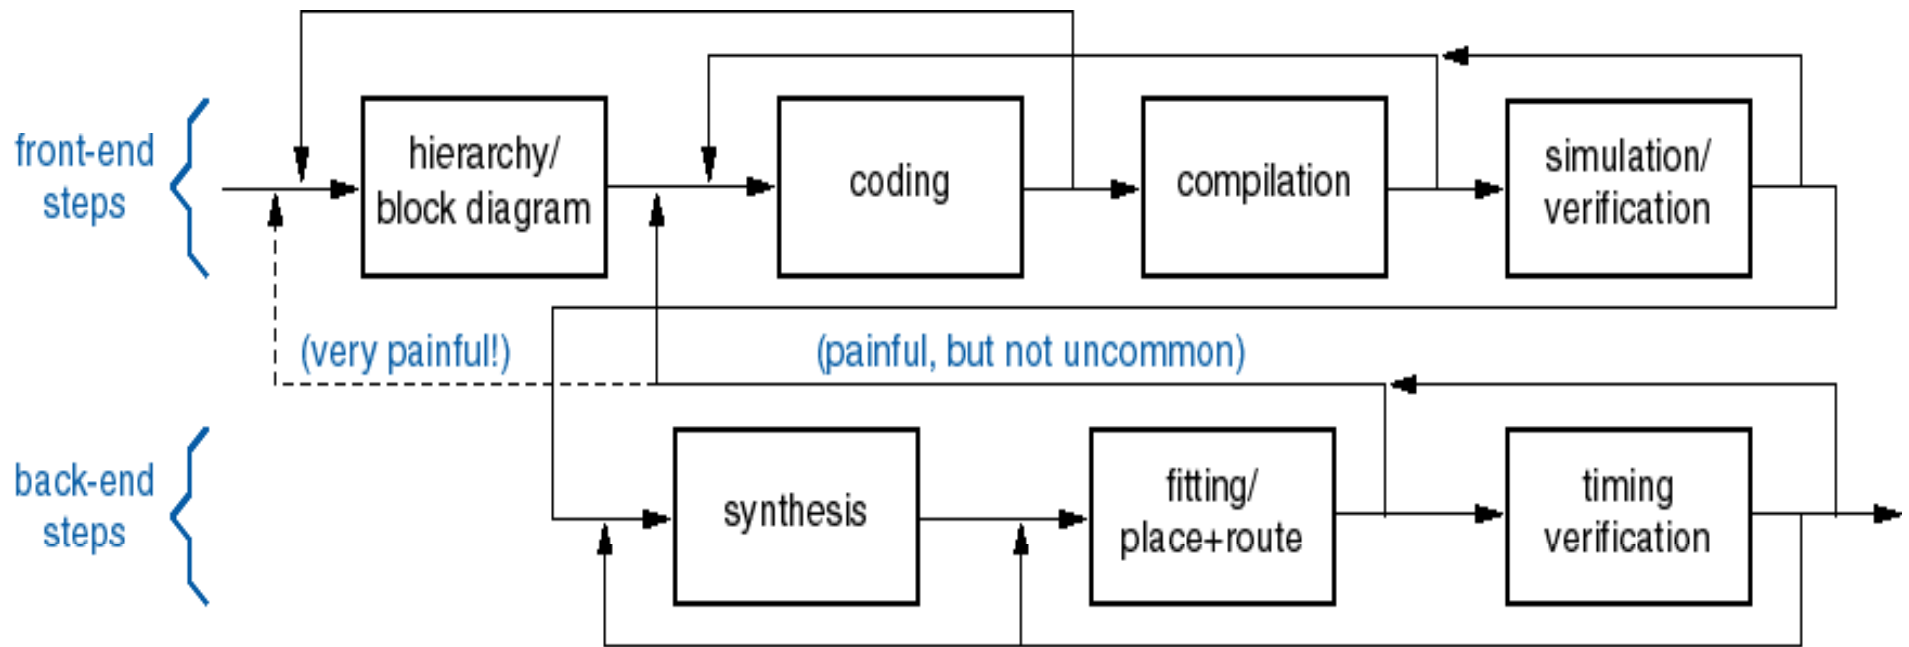 front-end
steps
hierarchy/
block diagram
coding
compilation
simulation/
verification
(very painful!)
(painful, but not uncommon)
back-end
steps
synthesis
fitting/
place+route
timing
verification